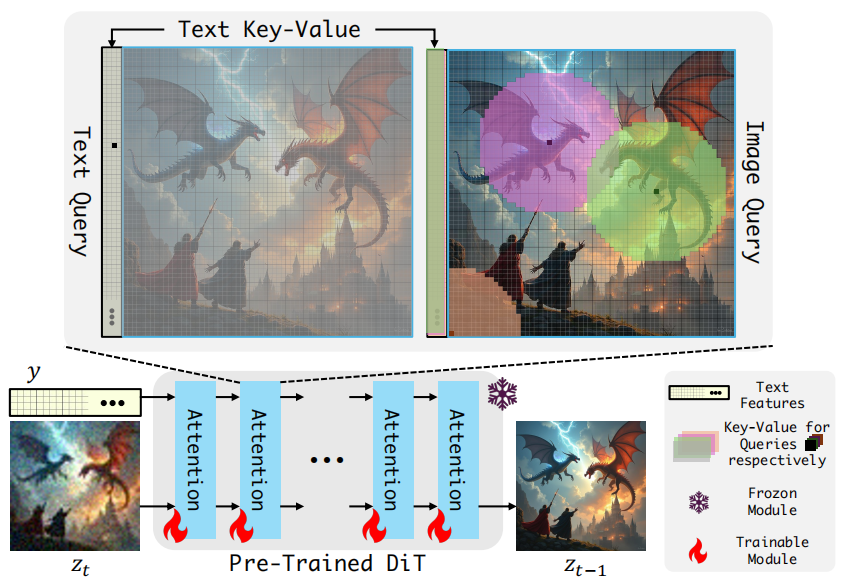 Text Key-Value
Text Query
Image Query
y
Attention
Attention
Attention
Attention
z_t
Pre-Trained DiT
z_{t-1}
Text
Features
Key-Value for
Queries
respectively
Frozon
Module
Trainable
Module